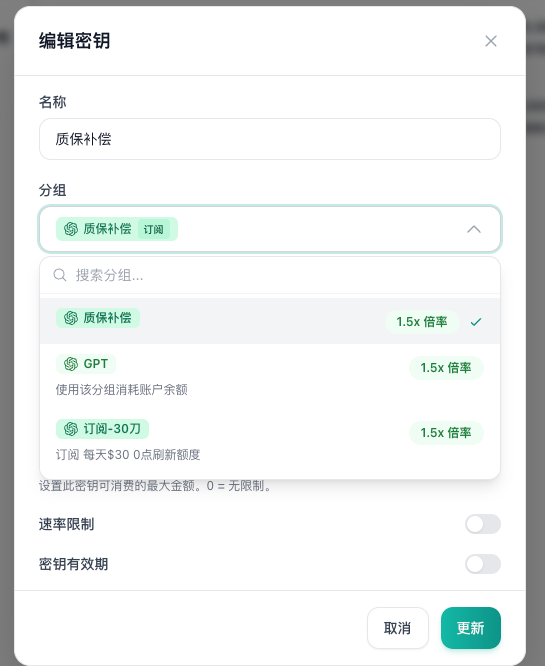 编辑密钥
名称
质保补偿
分组
质保补偿 订阅
搜索分组...
质保补偿 1.5x 倍率
GPT 1.5x 倍率
使用该分组消耗账户余额
订阅-30刀 1.5x 倍率
订阅 每天$30 0点刷新额度
设置此密钥可消费的最大金额。0 = 无限制。
速率限制
密钥有效期
取消 更新